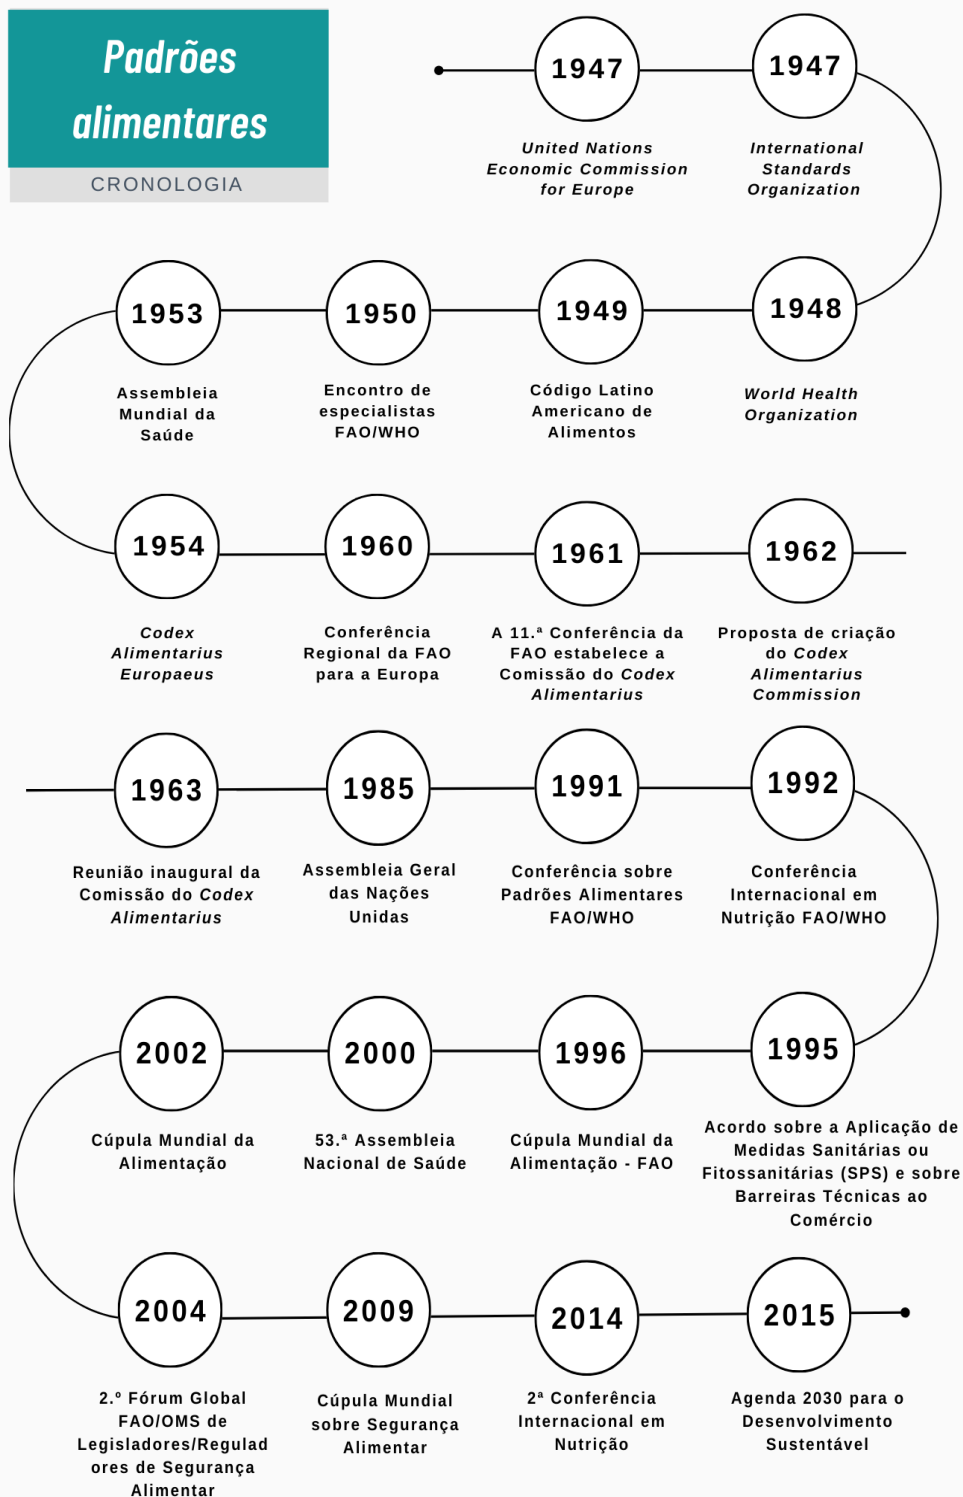 Padrões
alimentares
CRONOLOGIA
1947
United Nations
Economic Commission
for Europe
1947
International
Standards
Organization
1948
World Health
Organization
1949
Código Latino
Americano de
Alimentos
1950
Encontro de
especialistas
FAO/WHO
1953
Assembleia
Mundial da
Saúde
1954
Codex
Alimentarius
Europaeus
1960
Conferência
Regional da FAO
para a Europa
1961
A 11.ª Conferência da
FAO estabelece a
Comissão do Codex
Alimentarius
1962
Proposta de criação
do Codex
Alimentarius
Commission
1963
Reunião inaugural da
Comissão do Codex
Alimentarius
1985
Assembleia Geral
das Nações
Unidas
1991
Conferência sobre
Padrões Alimentares
FAO/WHO
1992
Conferência
Internacional em
Nutrição FAO/WHO
1995
Acordo sobre a Aplicação de
Medidas Sanitárias ou
Fitossanitárias (SPS) e sobre
Barreiras Técnicas ao
Comércio
1996
Cúpula Mundial da
Alimentação - FAO
2000
53.ª Assembleia
Nacional de Saúde
2002
Cúpula Mundial da
Alimentação
2004
2.º Fórum Global
FAO/OMS de
Legisladores/Regulad
ores de Segurança
Alimentar
2009
Cúpula Mundial
sobre Segurança
Alimentar
2014
2ª Conferência
Internacional em
Nutrição
2015
Agenda 2030 para o
Desenvolvimento
Sustentável